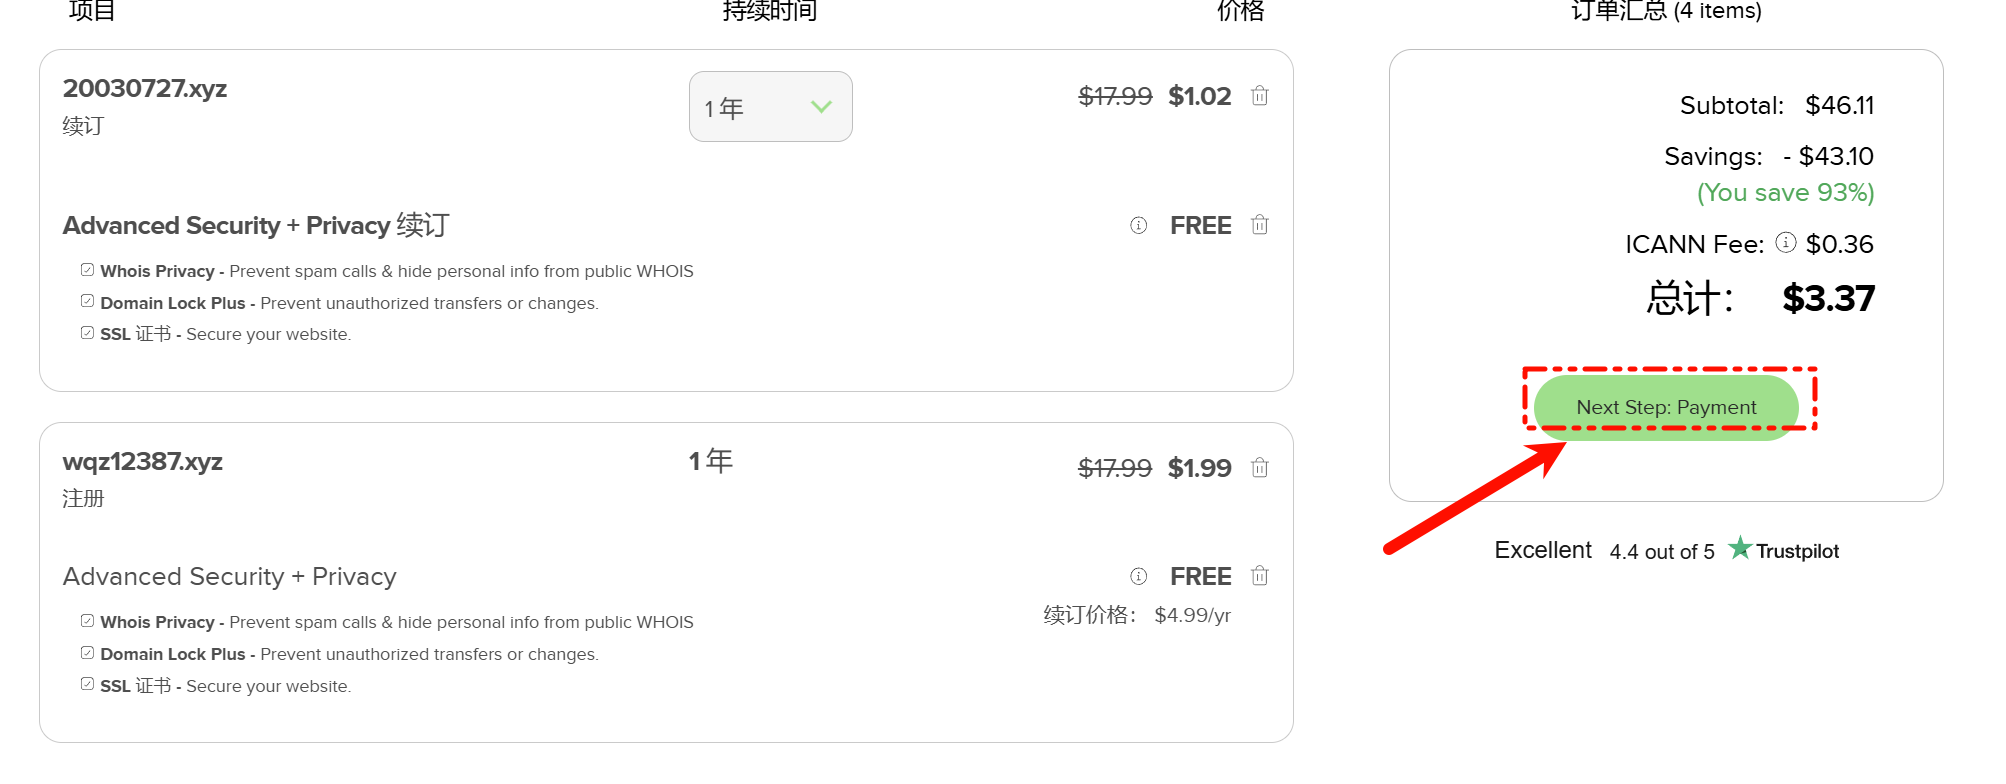 项目 持续时间 价格 订单汇总 (4 items)
20030727.xyz
续订
1 年
$17.99 $1.02
Advanced Security + Privacy 续订
FREE
Whois Privacy - Prevent spam calls & hide personal info from public WHOIS
Domain Lock Plus - Prevent unauthorized transfers or changes.
SSL 证书 - Secure your website.
wqz12387.xyz
注册
1 年
$17.99 $1.99
Advanced Security + Privacy
FREE
续订价格： $4.99/yr
Whois Privacy - Prevent spam calls & hide personal info from public WHOIS
Domain Lock Plus - Prevent unauthorized transfers or changes.
SSL 证书 - Secure your website.
Subtotal: $46.11
Savings: - $43.10
(You save 93%)
ICANN Fee: $0.36
总计： $3.37
Next Step: Payment
Excellent 4.4 out of 5 Trustpilot